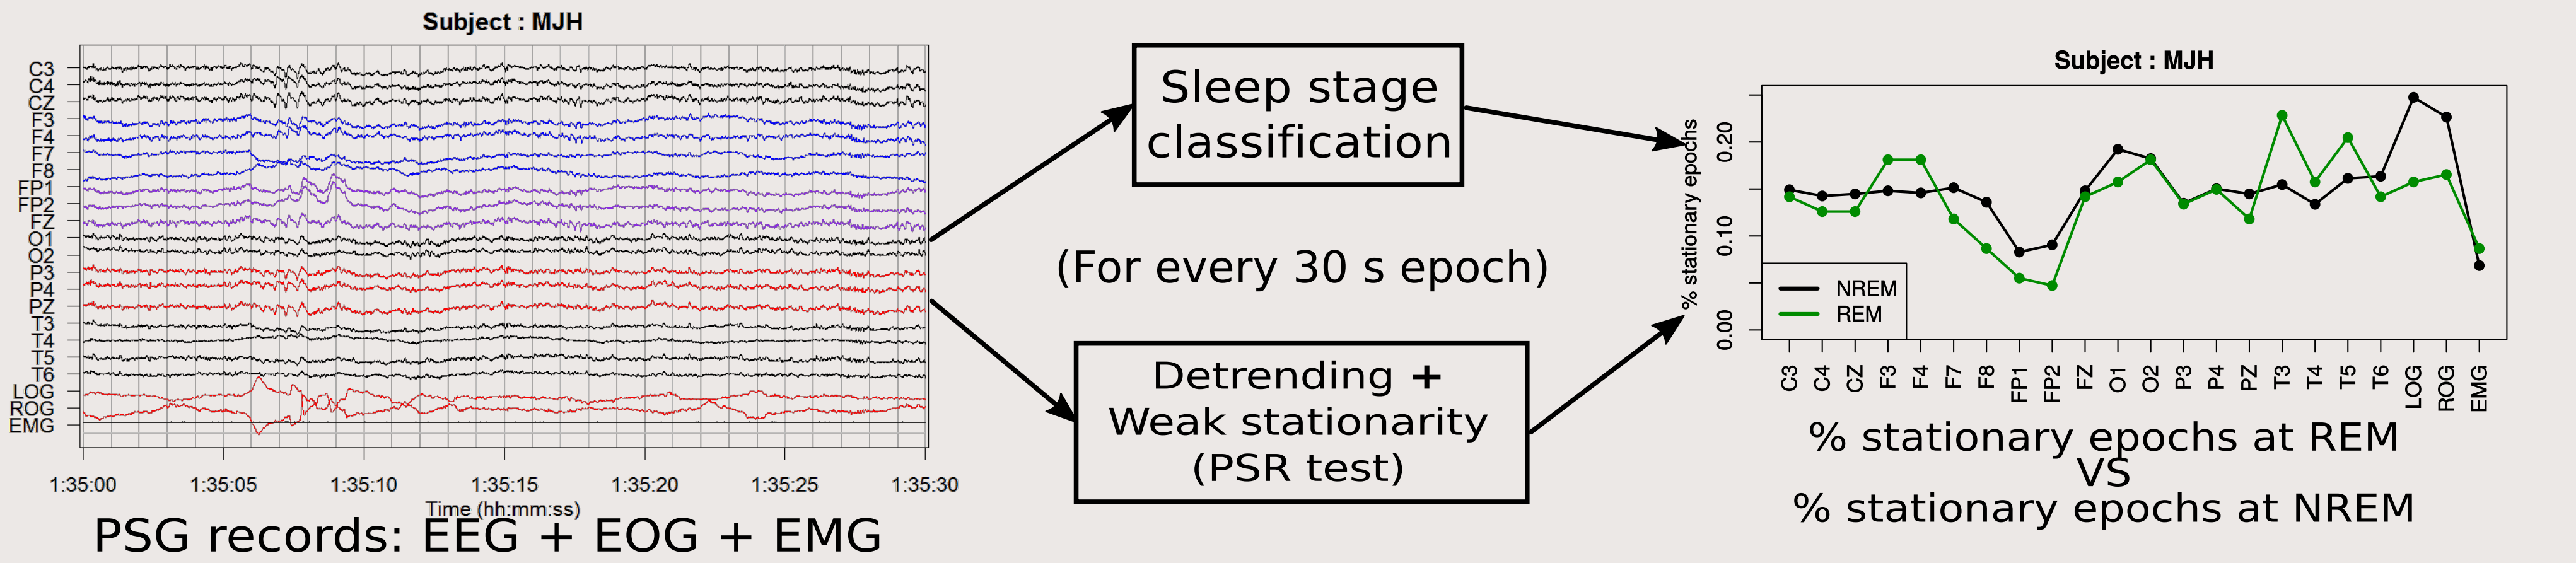 Subject : MJH
C3
C4
CZ
F3
F4
F7
F8
FP1
FP2
FZ
O1
O2
P3
P4
PZ
T3
T4
T5
T6
LOG
ROG
EMG
1:35:00 1:35:05 1:35:10 1:35:15 1:35:20 1:35:25 1:35:30
Time (hh:mm:ss)
PSG records: EEG + EOG + EMG
Sleep stage
classification
(For every 30 s epoch)
Detrending +
Weak stationarity
(PSR test)
Subject : MJH
% stationary epochs
0.20
0.10
0.00
NREM
REM
C3 C4 CZ F3 F4 F7 F8 FP1 FP2 FZ O1 O2 P3 P4 PZ T3 T4 T5 T6 LOG ROG EMG
% stationary epochs at REM
VS
% stationary epochs at NREM